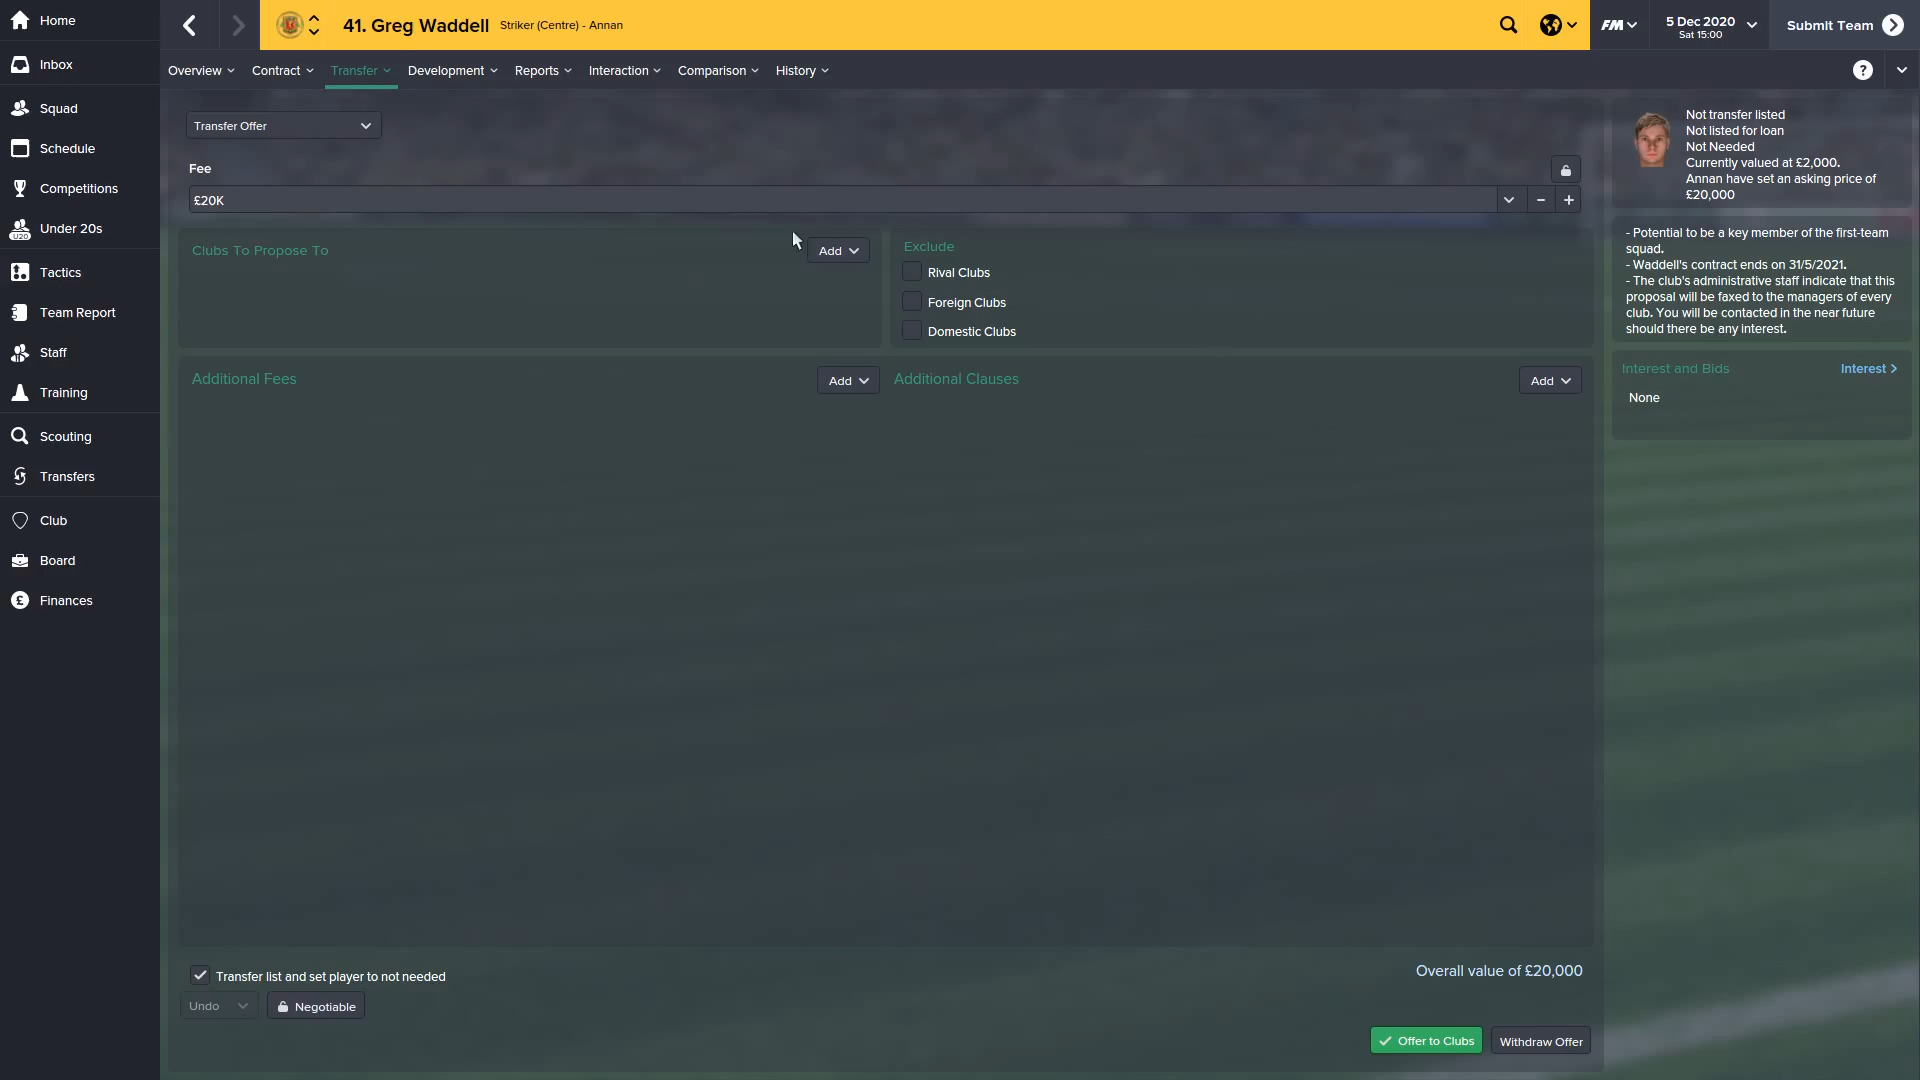 Home
Inbox
Squad
Schedule
Competitions
Under 20s
U20
Tactics
Team Report
Staff
Training
Scouting
Transfers
Club
Board
Finances
41. Greg Waddell Striker (Centre) - Annan
FM
5 Dec 2020
Sat 15:00
Submit Team
Overview Contract Transfer Development Reports Interaction Comparison History
?
Transfer Offer
Fee
£20K
Clubs To Propose To
Add
Exclude
Rival Clubs
Foreign Clubs
Domestic Clubs
Additional Fees
Add
Additional Clauses
Add
Transfer list and set player to not needed
Overall value of £20,000
Undo
Negotiable
Offer to Clubs
Withdraw Offer
Not transfer listed
Not listed for loan
Not Needed
Currently valued at £2,000.
Annan have set an asking price of
£20,000
- Potential to be a key member of the first-team
squad.
- Waddell's contract ends on 31/5/2021.
- The club's administrative staff indicate that this
proposal will be faxed to the managers of every
club. You will be contacted in the near future
should there be any interest.
Interest and Bids
Interest >
None